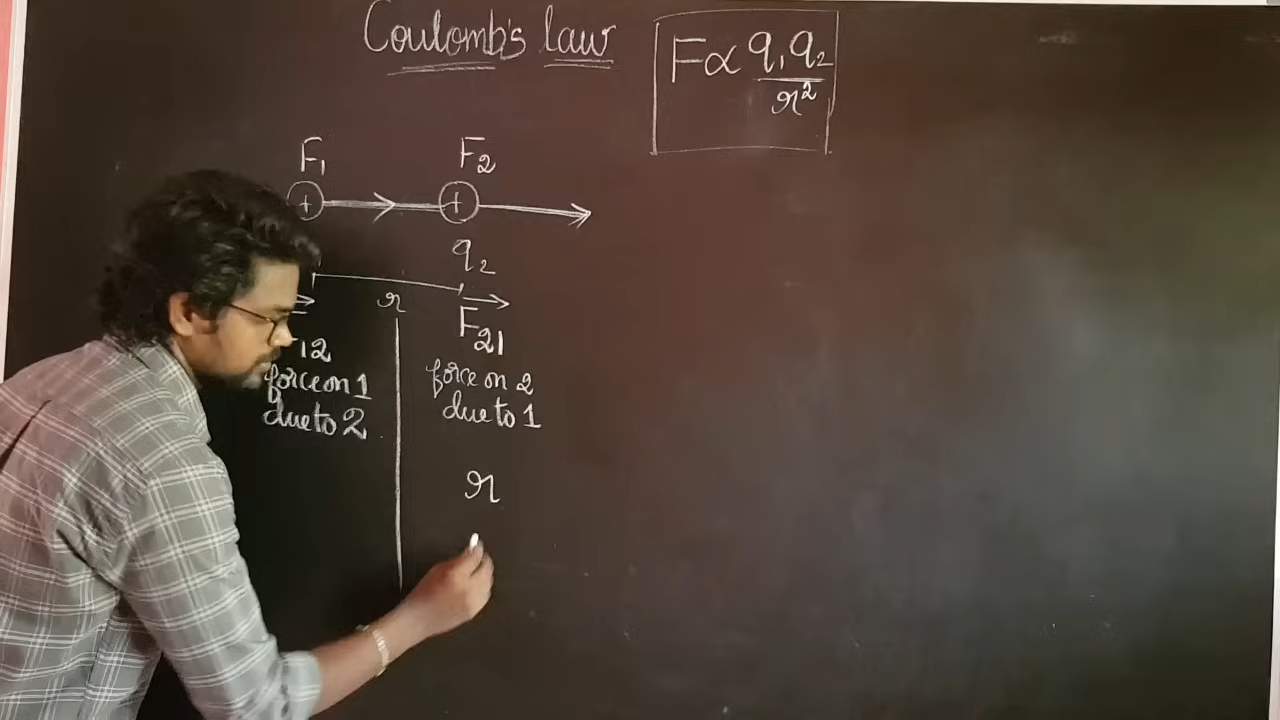 Coulomb's law
F∝ q₁q₂/r²
F₁ F₂
+ +
q₂
r
F₂₁
12
force on 1 force on 2
due to 2 due to 1
r